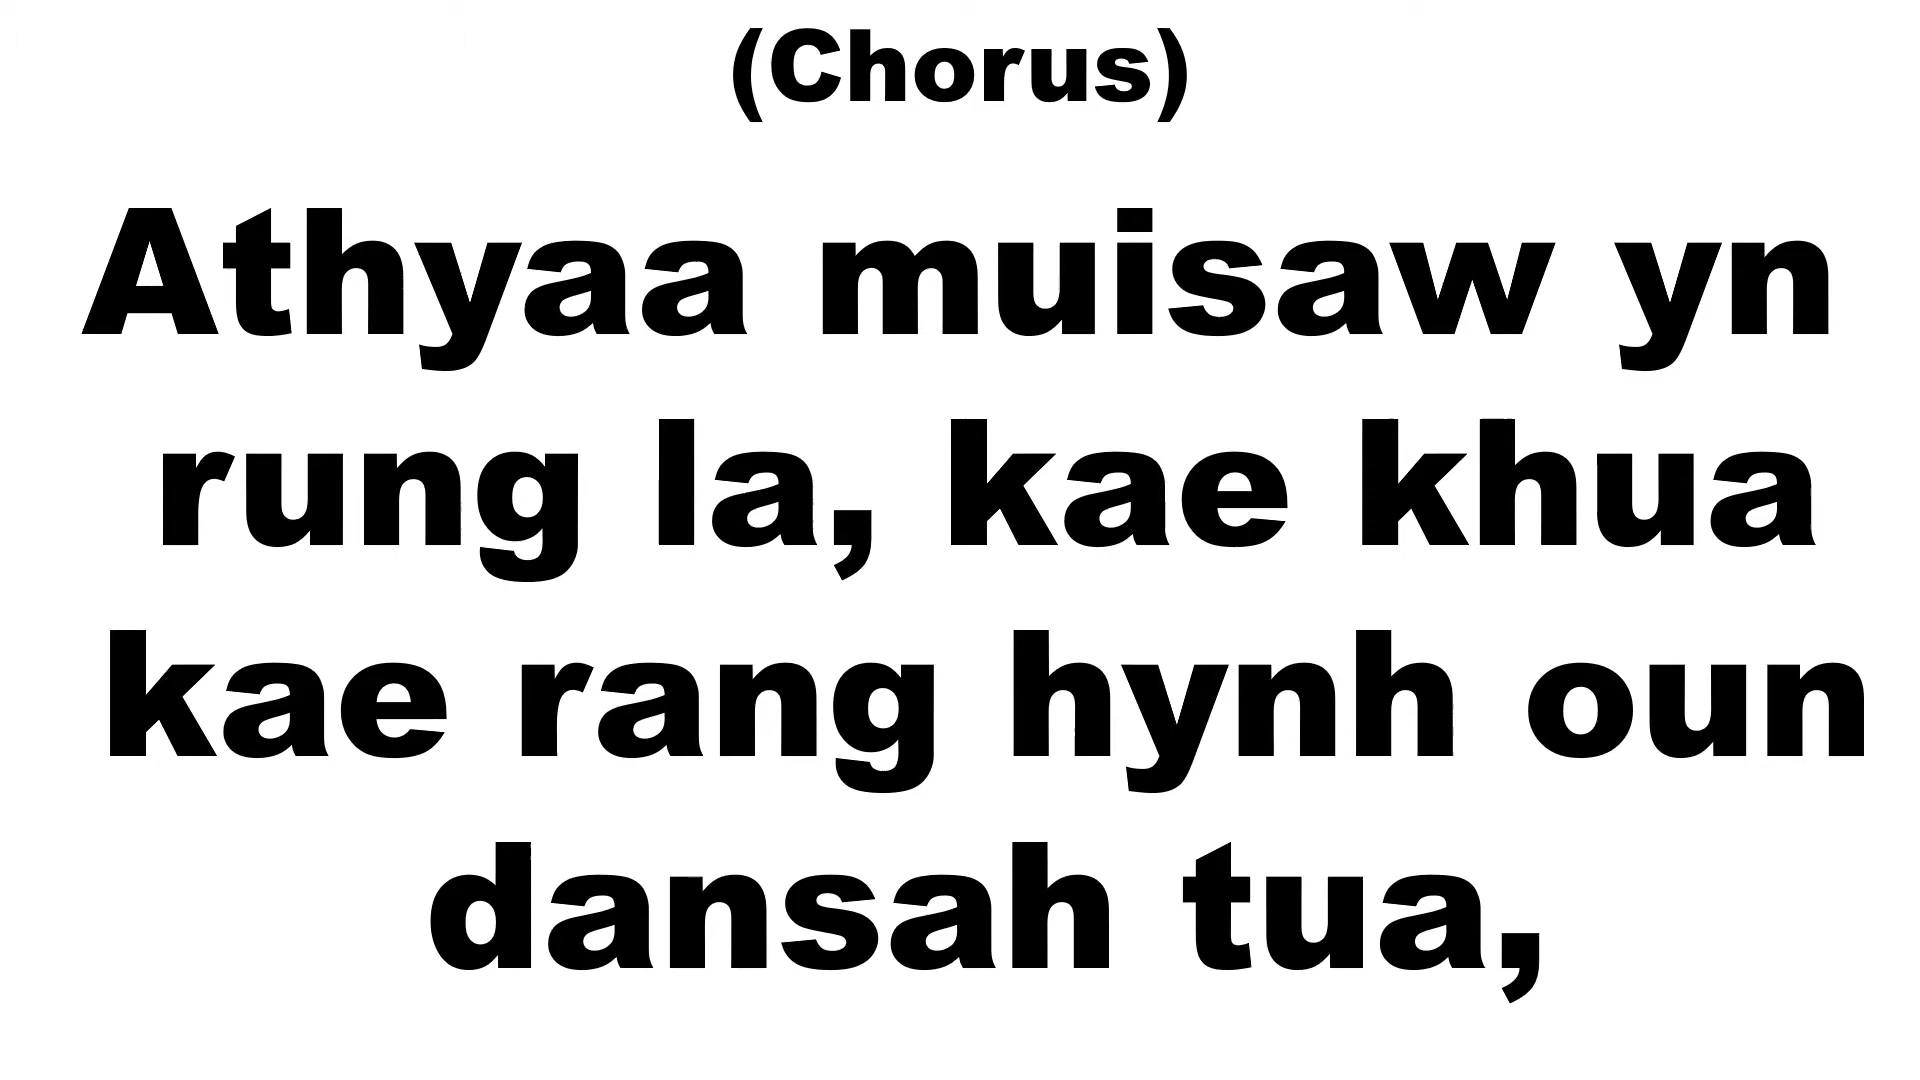 (Chorus)
Athyaa muisaw yn
rung la, kae khua
kae rang hynh oun
dansah tua,